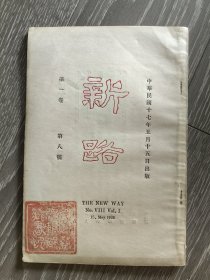 中華民國十七年五月十五日出版
新路
第一卷
第八號
THE NEW WAY
No. VIII Vol. I
15, May 1928